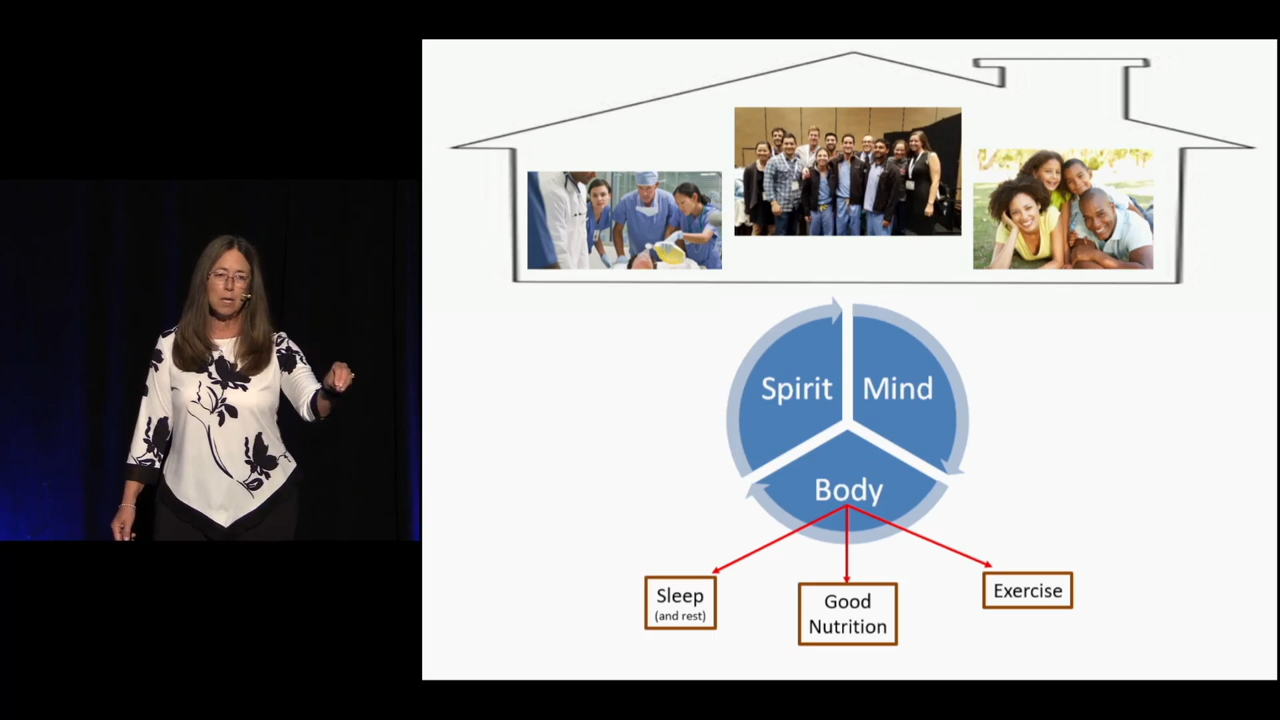 Spirit
Mind
Body
Sleep
(and rest)
Good
Nutrition
Exercise